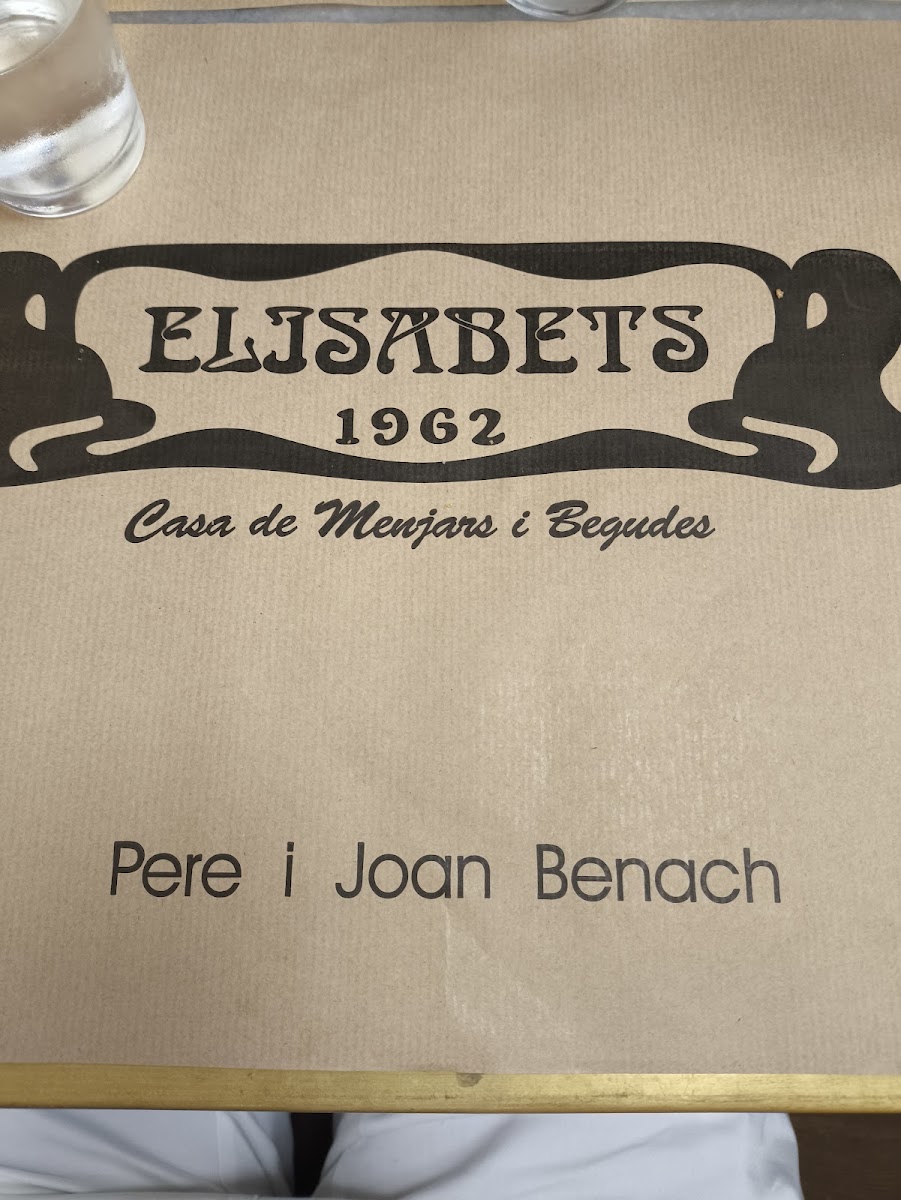 ELISABETS
1962
Casa de Menjars i Begudes
Pere i Joan Benach